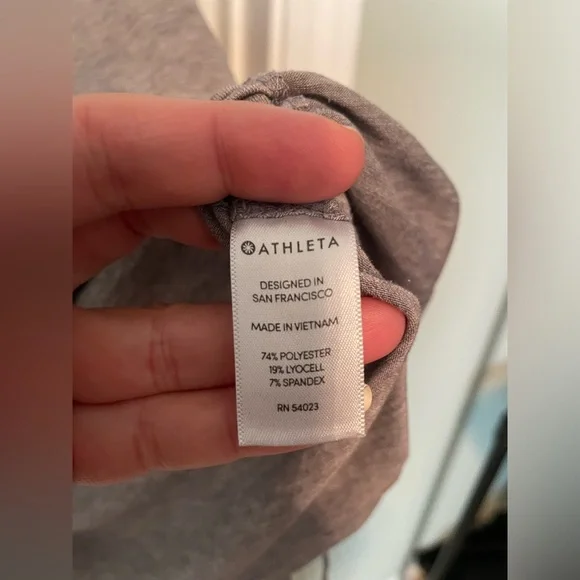 ATHLETA
DESIGNED IN
SAN FRANCISCO
MADE IN VIETNAM
74% POLYESTER
19% LYOCELL
7% SPANDEX
RN 54023